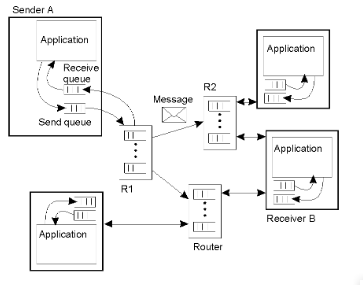 Sender A
Application
Receive
queue
Send queue
Message
R2
Application
R1
Application
Receiver B
Router
Application